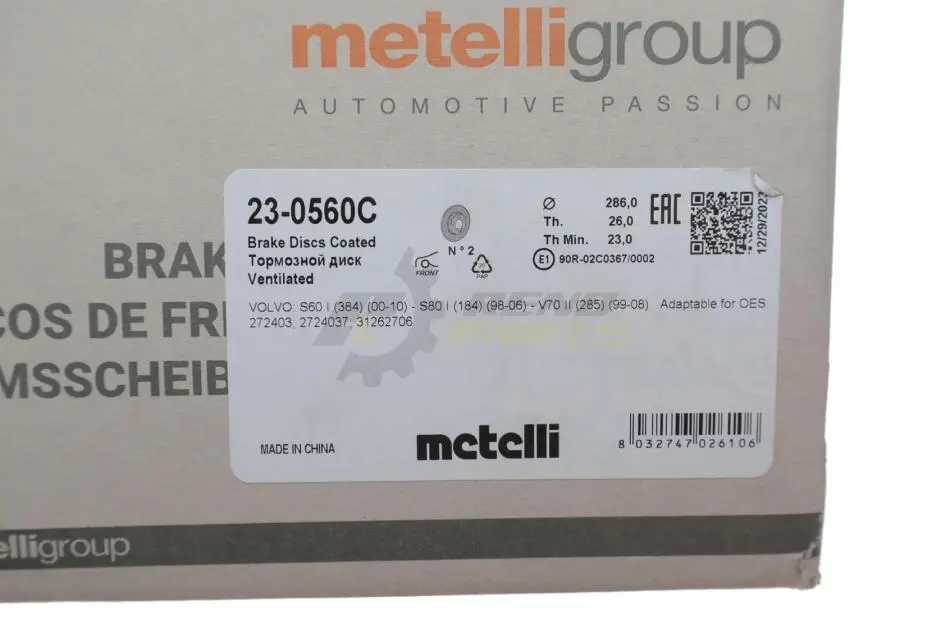 metelligroup
AUTOMOTIVE PASSION
23-0560C
Brake Discs Coated
Тормозной диск
Ventilated
FRONT
N° 2
20
PAP
Ø 286,0
Th. 26,0
Th Min. 23,0
E1 90R-02C0367/0002
EAC
12/29/2023
VOLVO: S60 I (384) (00-10) - S80 I (184) (98-06) - V70 II (285) (99-08) Adaptable for OES
272403, 2724037, 31262706
PARTS
BRAK
COS DE FR
MSSCHEIB
MADE IN CHINA
metelli
8 032747 026106
elligroup